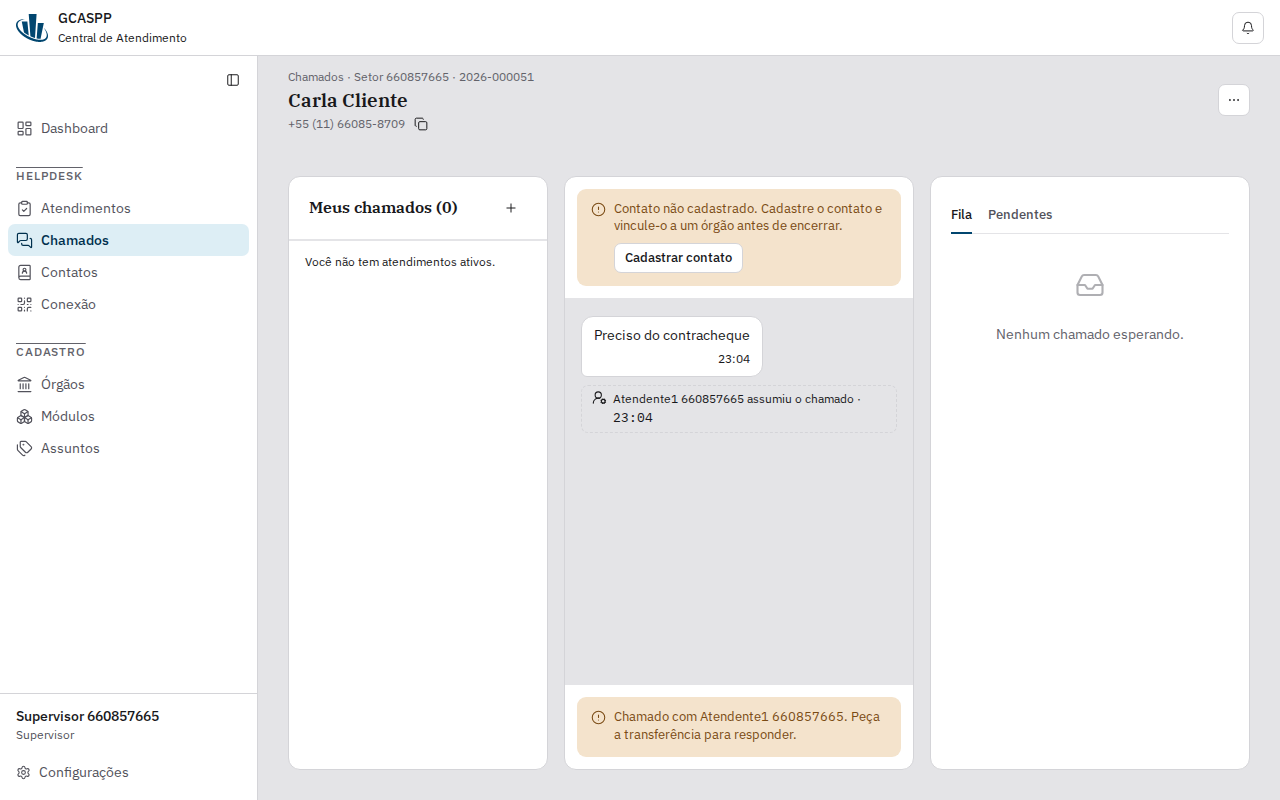 GCASPP
Central de Atendimento
Dashboard
HELPDESK
Atendimentos
Chamados
Contatos
Conexão
CADASTRO
Órgãos
Módulos
Assuntos
Supervisor 660857665
Supervisor
Configurações
Chamados · Setor 660857665 · 2026-000051
Carla Cliente
+55 (11) 66085-8709
Meus chamados (0)
Você não tem atendimentos ativos.
Contato não cadastrado. Cadastre o contato e
vincule-o a um órgão antes de encerrar.
Cadastrar contato
Preciso do contracheque
23:04
Atendente1 660857665 assumiu o chamado ·
23:04
Chamado com Atendente1 660857665. Peça
a transferência para responder.
Fila Pendentes
Nenhum chamado esperando.